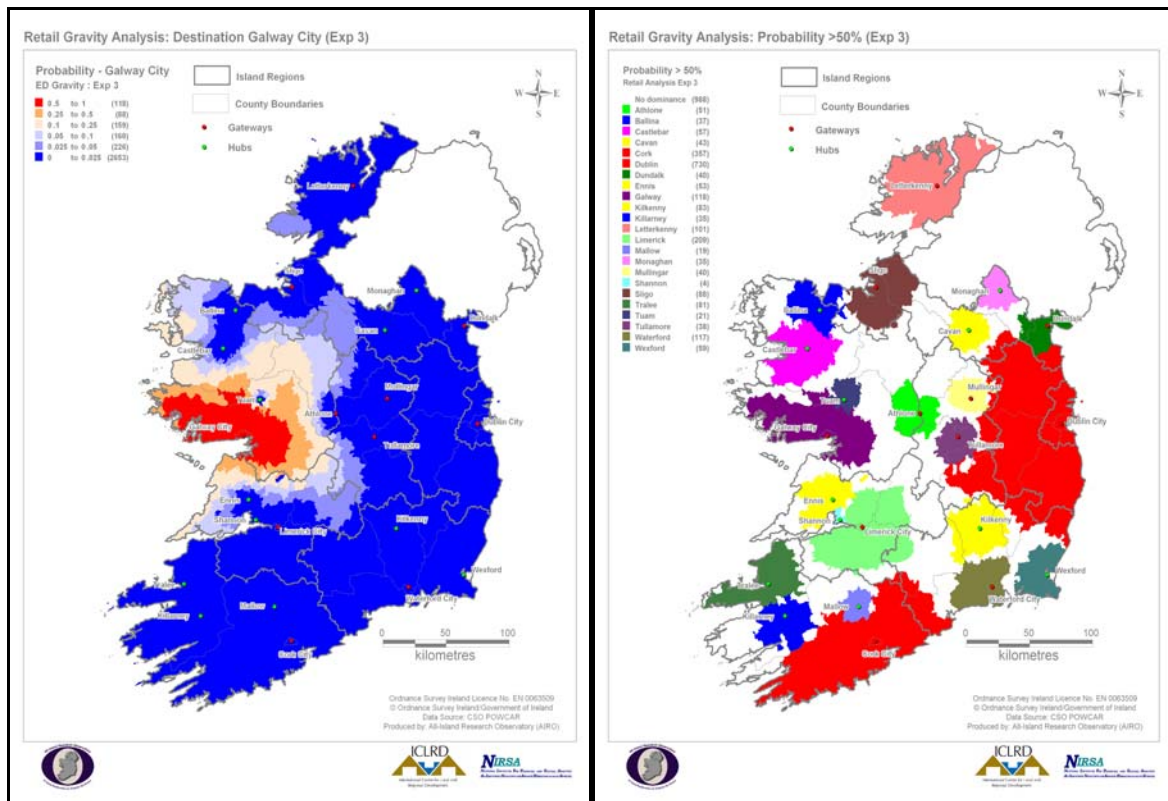 Retail Gravity Analysis: Destination Galway City (Exp 3)
Probability - Galway City
ED Gravity : Exp 3
0.5 to 1 (118)
0.25 to 0.5 (88)
0.1 to 0.25 (159)
0.05 to 0.1 (160)
0.025 to 0.05 (226)
0 to 0.025 (2653)
Island Regions
County Boundaries
Gateways
Hubs
N
W E
S
Letterkenny
Sligo
Monaghan
Ballina
Cavan
Dundalk
Castlebar
Mullingar
Tuam
Athlone
Dublin City
Galway City
Tullamore
Ennis
Shannon
Limerick City
Kilkenny
Wexford
Tralee
Waterford City
Mallow
Killarney
Cork City
0 50 100
kilometres
Ordnance Survey Ireland Licence No. EN 0063509
© Ordnance Survey Ireland/Government of Ireland
Data Source: CSO POWCAR
Produced by: All-Island Research Observatory (AIRO)
ICLRD
NIRSA
Retail Gravity Analysis: Probability >50% (Exp 3)
Probability > 50%
Retail Analysis Exp 3
No dominance (988)
Athlone (51)
Ballina (37)
Castlebar (57)
Cavan (43)
Cork (357)
Dublin (730)
Dundalk (40)
Ennis (53)
Galway (118)
Kilkenny (83)
Killarney (35)
Letterkenny (101)
Limerick (209)
Mallow (19)
Monaghan (38)
Mullingar (40)
Shannon (4)
Sligo (88)
Tralee (81)
Tuam (21)
Tullamore (38)
Waterford (117)
Wexford (59)
Island Regions
County Boundaries
Gateways
Hubs
N
W E
S
Letterkenny
Sligo
Monaghan
Ballina
Cavan
Dundalk
Castlebar
Mullingar
Tuam
Athlone
Dublin City
Galway City
Tullamore
Ennis
Shannon
Limerick City
Kilkenny
Wexford
Tralee
Waterford City
Mallow
Killarney
Cork City
0 50 100
kilometres
Ordnance Survey Ireland Licence No. EN 0063509
© Ordnance Survey Ireland/Government of Ireland
Data Source: CSO POWCAR
Produced by: All-Island Research Observatory (AIRO)
ICLRD
NIRSA